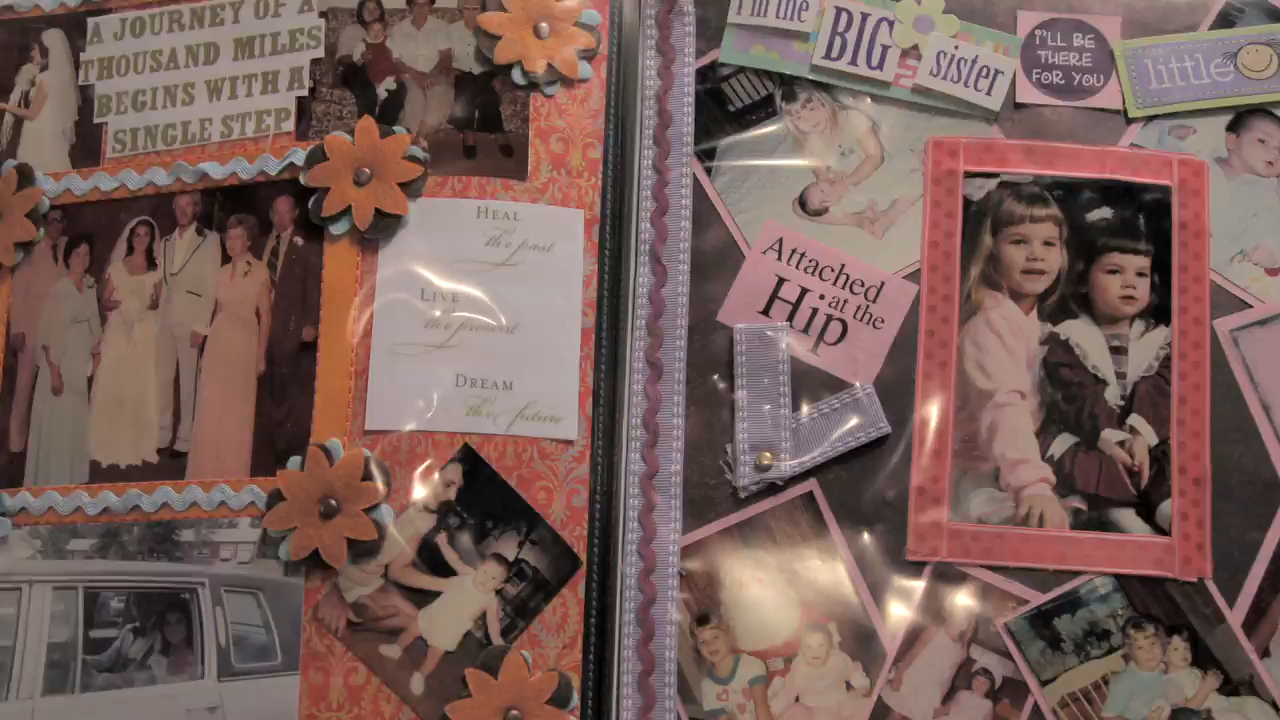 A JOURNEY OF A
THOUSAND MILES
BEGINS WITH A
SINGLE STEP
HEAL
the past
LIVE
the present
DREAM
the future
I'm the
BIG
sister
i'LL BE
THERE
FOR YOU
little
Attached
at the
Hip